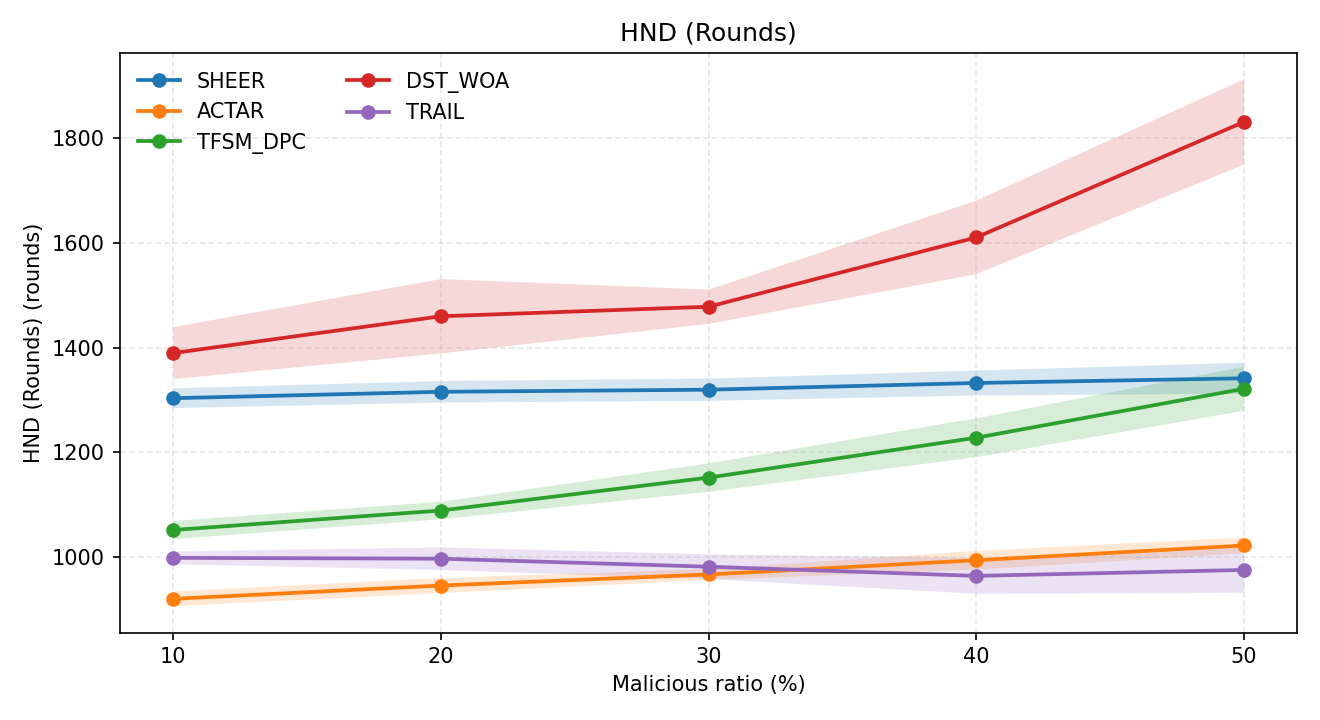 HND (Rounds)
SHEER
ACTAR
TFSM_DPC
DST_WOA
TRAIL
HND (Rounds) (rounds)
1800
1600
1400
1200
1000
10 20 30 40 50
Malicious ratio (%)